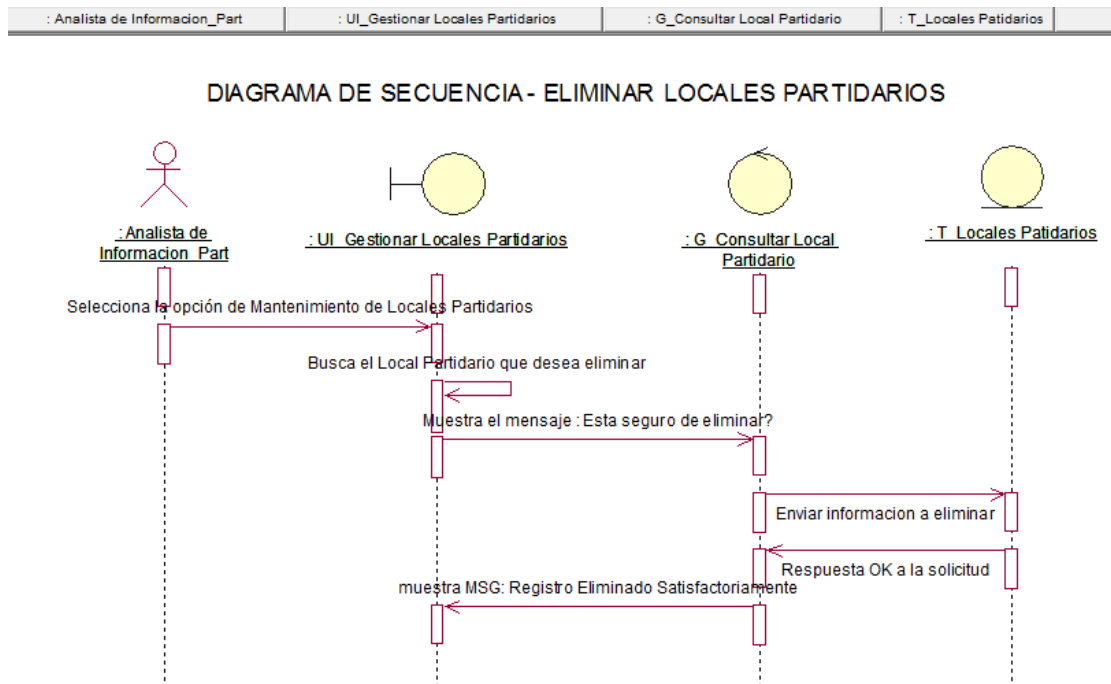 : Analista de Informacion_Part
: UI_Gestionar Locales Partidarios
: G_Consultar Local Partidario
: T_Locales Patidarios
DIAGRAMA DE SECUENCIA - ELIMINAR LOCALES PARTIDARIOS
: Analista de
Informacion_Part
: UI_Gestionar Locales Partidarios
: G_Consultar Local
Partidario
: T_Locales Patidarios
Selecciona la opción de Mantenimiento de Locales Partidarios
Busca el Local Partidario que desea eliminar
Muestra el mensaje : Esta seguro de eliminar?
Enviar informacion a eliminar
Respuesta OK a la solicitud
muestra MSG: Registro Eliminado Satisfactoriamente